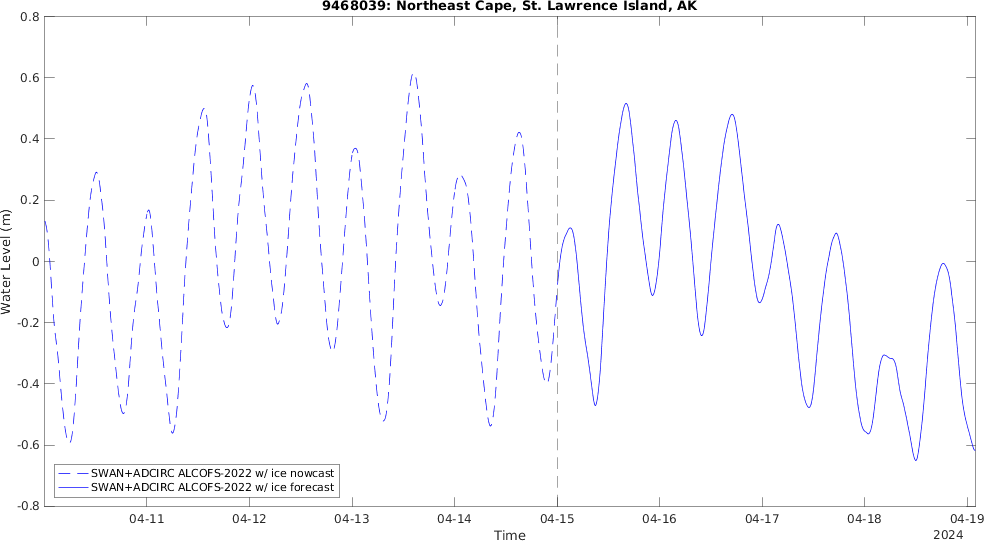 9468039: Northeast Cape, St. Lawrence Island, AK
0.8
0.6
0.4
0.2
0
-0.2
-0.4
-0.6
-0.8
Water Level (m)
SWAN+ADCIRC ALCOFS-2022 w/ ice nowcast
SWAN+ADCIRC ALCOFS-2022 w/ ice forecast
04-11 04-12 04-13 04-14 04-15 04-16 04-17 04-18 04-19
Time
2024